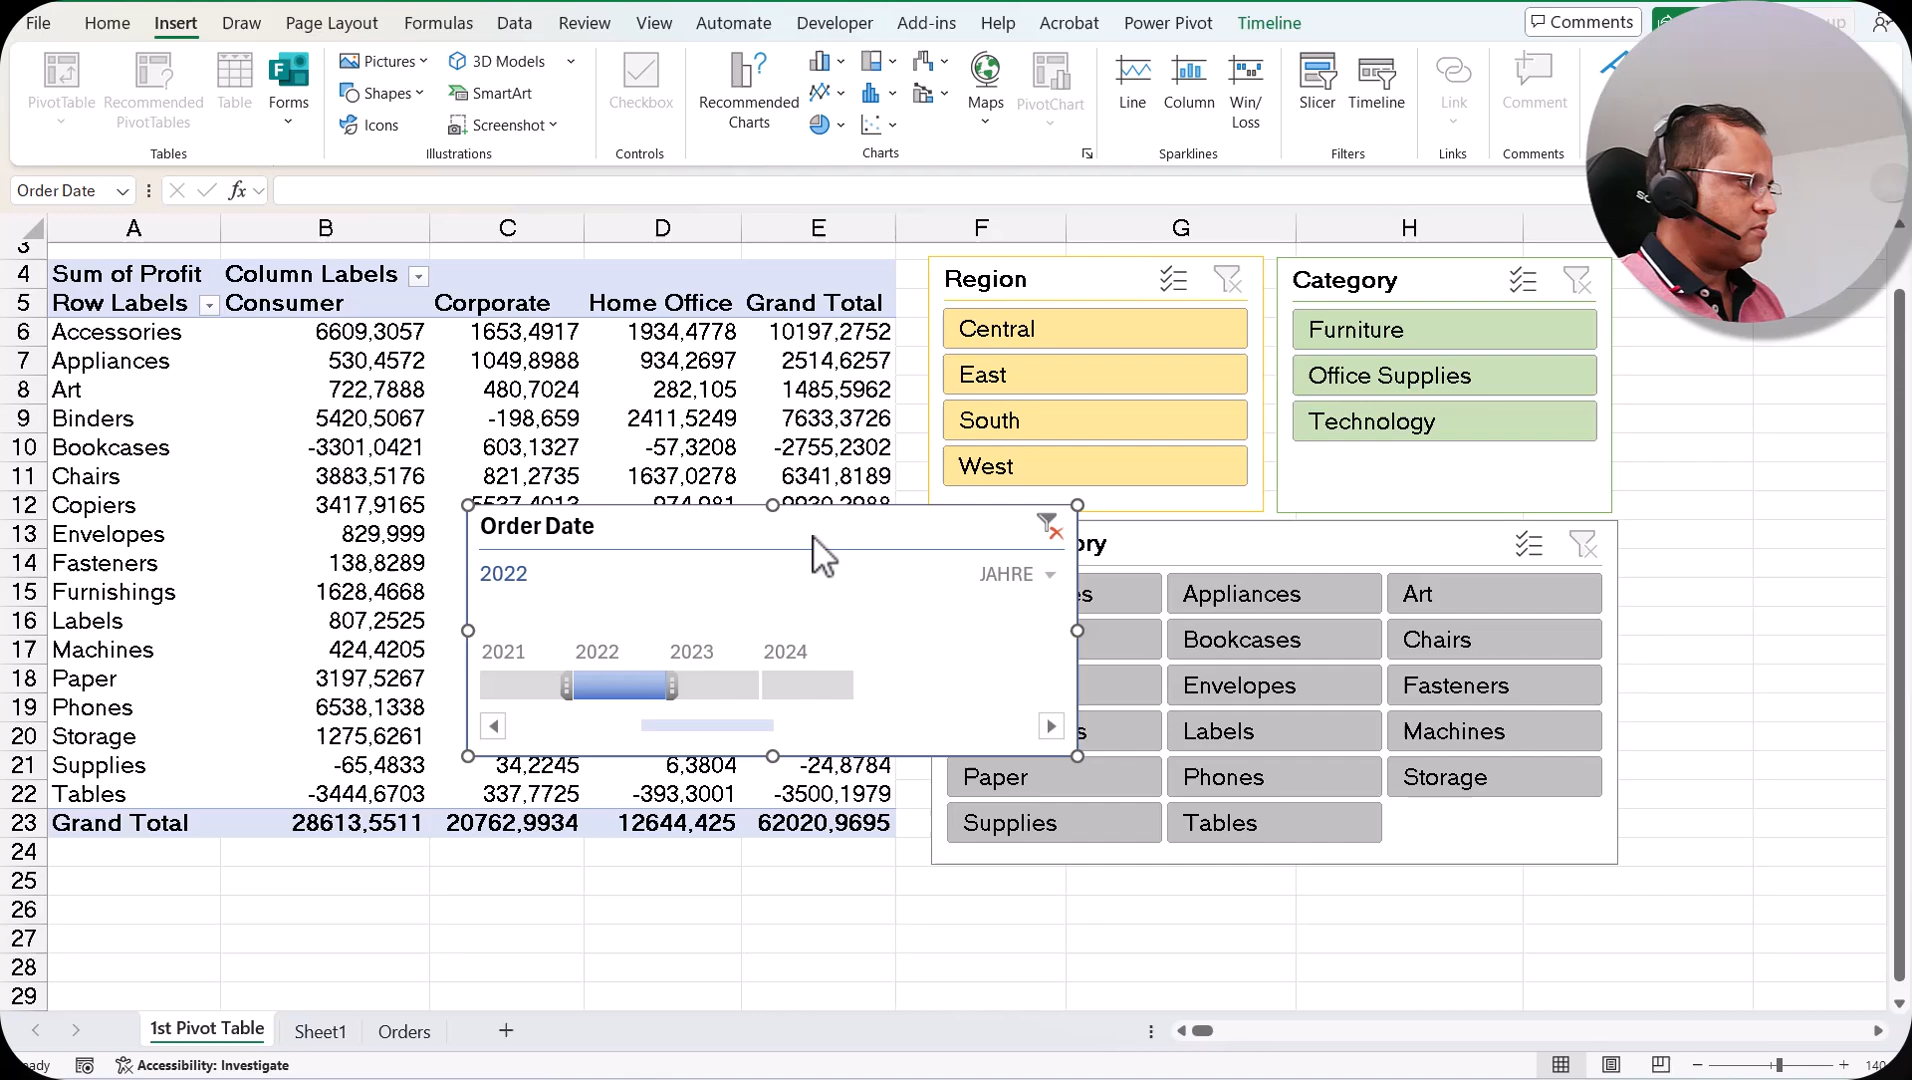 File Home Insert Draw Page Layout Formulas Data Review View Automate Developer Add-ins Help Acrobat Power Pivot Timeline
Comments
PivotTable
Recommended
PivotTables
Table
Forms
Pictures
Shapes
Icons
3D Models
SmartArt
Screenshot
Checkbox
Recommended
Charts
Maps
PivotChart
Line
Column
Win/
Loss
Slicer
Timeline
Link
Comment
Tables
Illustrations
Controls
Charts
Sparklines
Filters
Links
Comments
Order Date
fx
A B C D E F G H
3
4 Sum of Profit Column Labels
5 Row Labels Consumer Corporate Home Office Grand Total
6 Accessories 6609,3057 1653,4917 1934,4778 10197,2752
7 Appliances 530,4572 1049,8988 934,2697 2514,6257
8 Art 722,7888 480,7024 282,105 1485,5962
9 Binders 5420,5067 -198,659 2411,5249 7633,3726
10 Bookcases -3301,0421 603,1327 -57,3208 -2755,2302
11 Chairs 3883,5176 821,2735 1637,0278 6341,8189
12 Copiers 3417,9165 5537,4013 974,981 9930,2988
13 Envelopes 829,999
14 Fasteners 138,8289
15 Furnishings 1628,4668
16 Labels 807,2525
17 Machines 424,4205
18 Paper 3197,5267
19 Phones 6538,1338
20 Storage 1275,6261
21 Supplies -65,4833 34,2245 6,3804 -24,8784
22 Tables -3444,6703 337,7725 -393,3001 -3500,1979
23 Grand Total 28613,5511 20762,9934 12644,425 62020,9695
24
25
26
27
28
29
Region
Central
East
South
West
Category
Furniture
Office Supplies
Technology
Order Date
2022 JAHRE
2021 2022 2023 2024
ory
es Appliances Art
Bookcases Chairs
Envelopes Fasteners
s Labels Machines
Paper Phones Storage
Supplies Tables
1st Pivot Table Sheet1 Orders
ady
Accessibility: Investigate
140